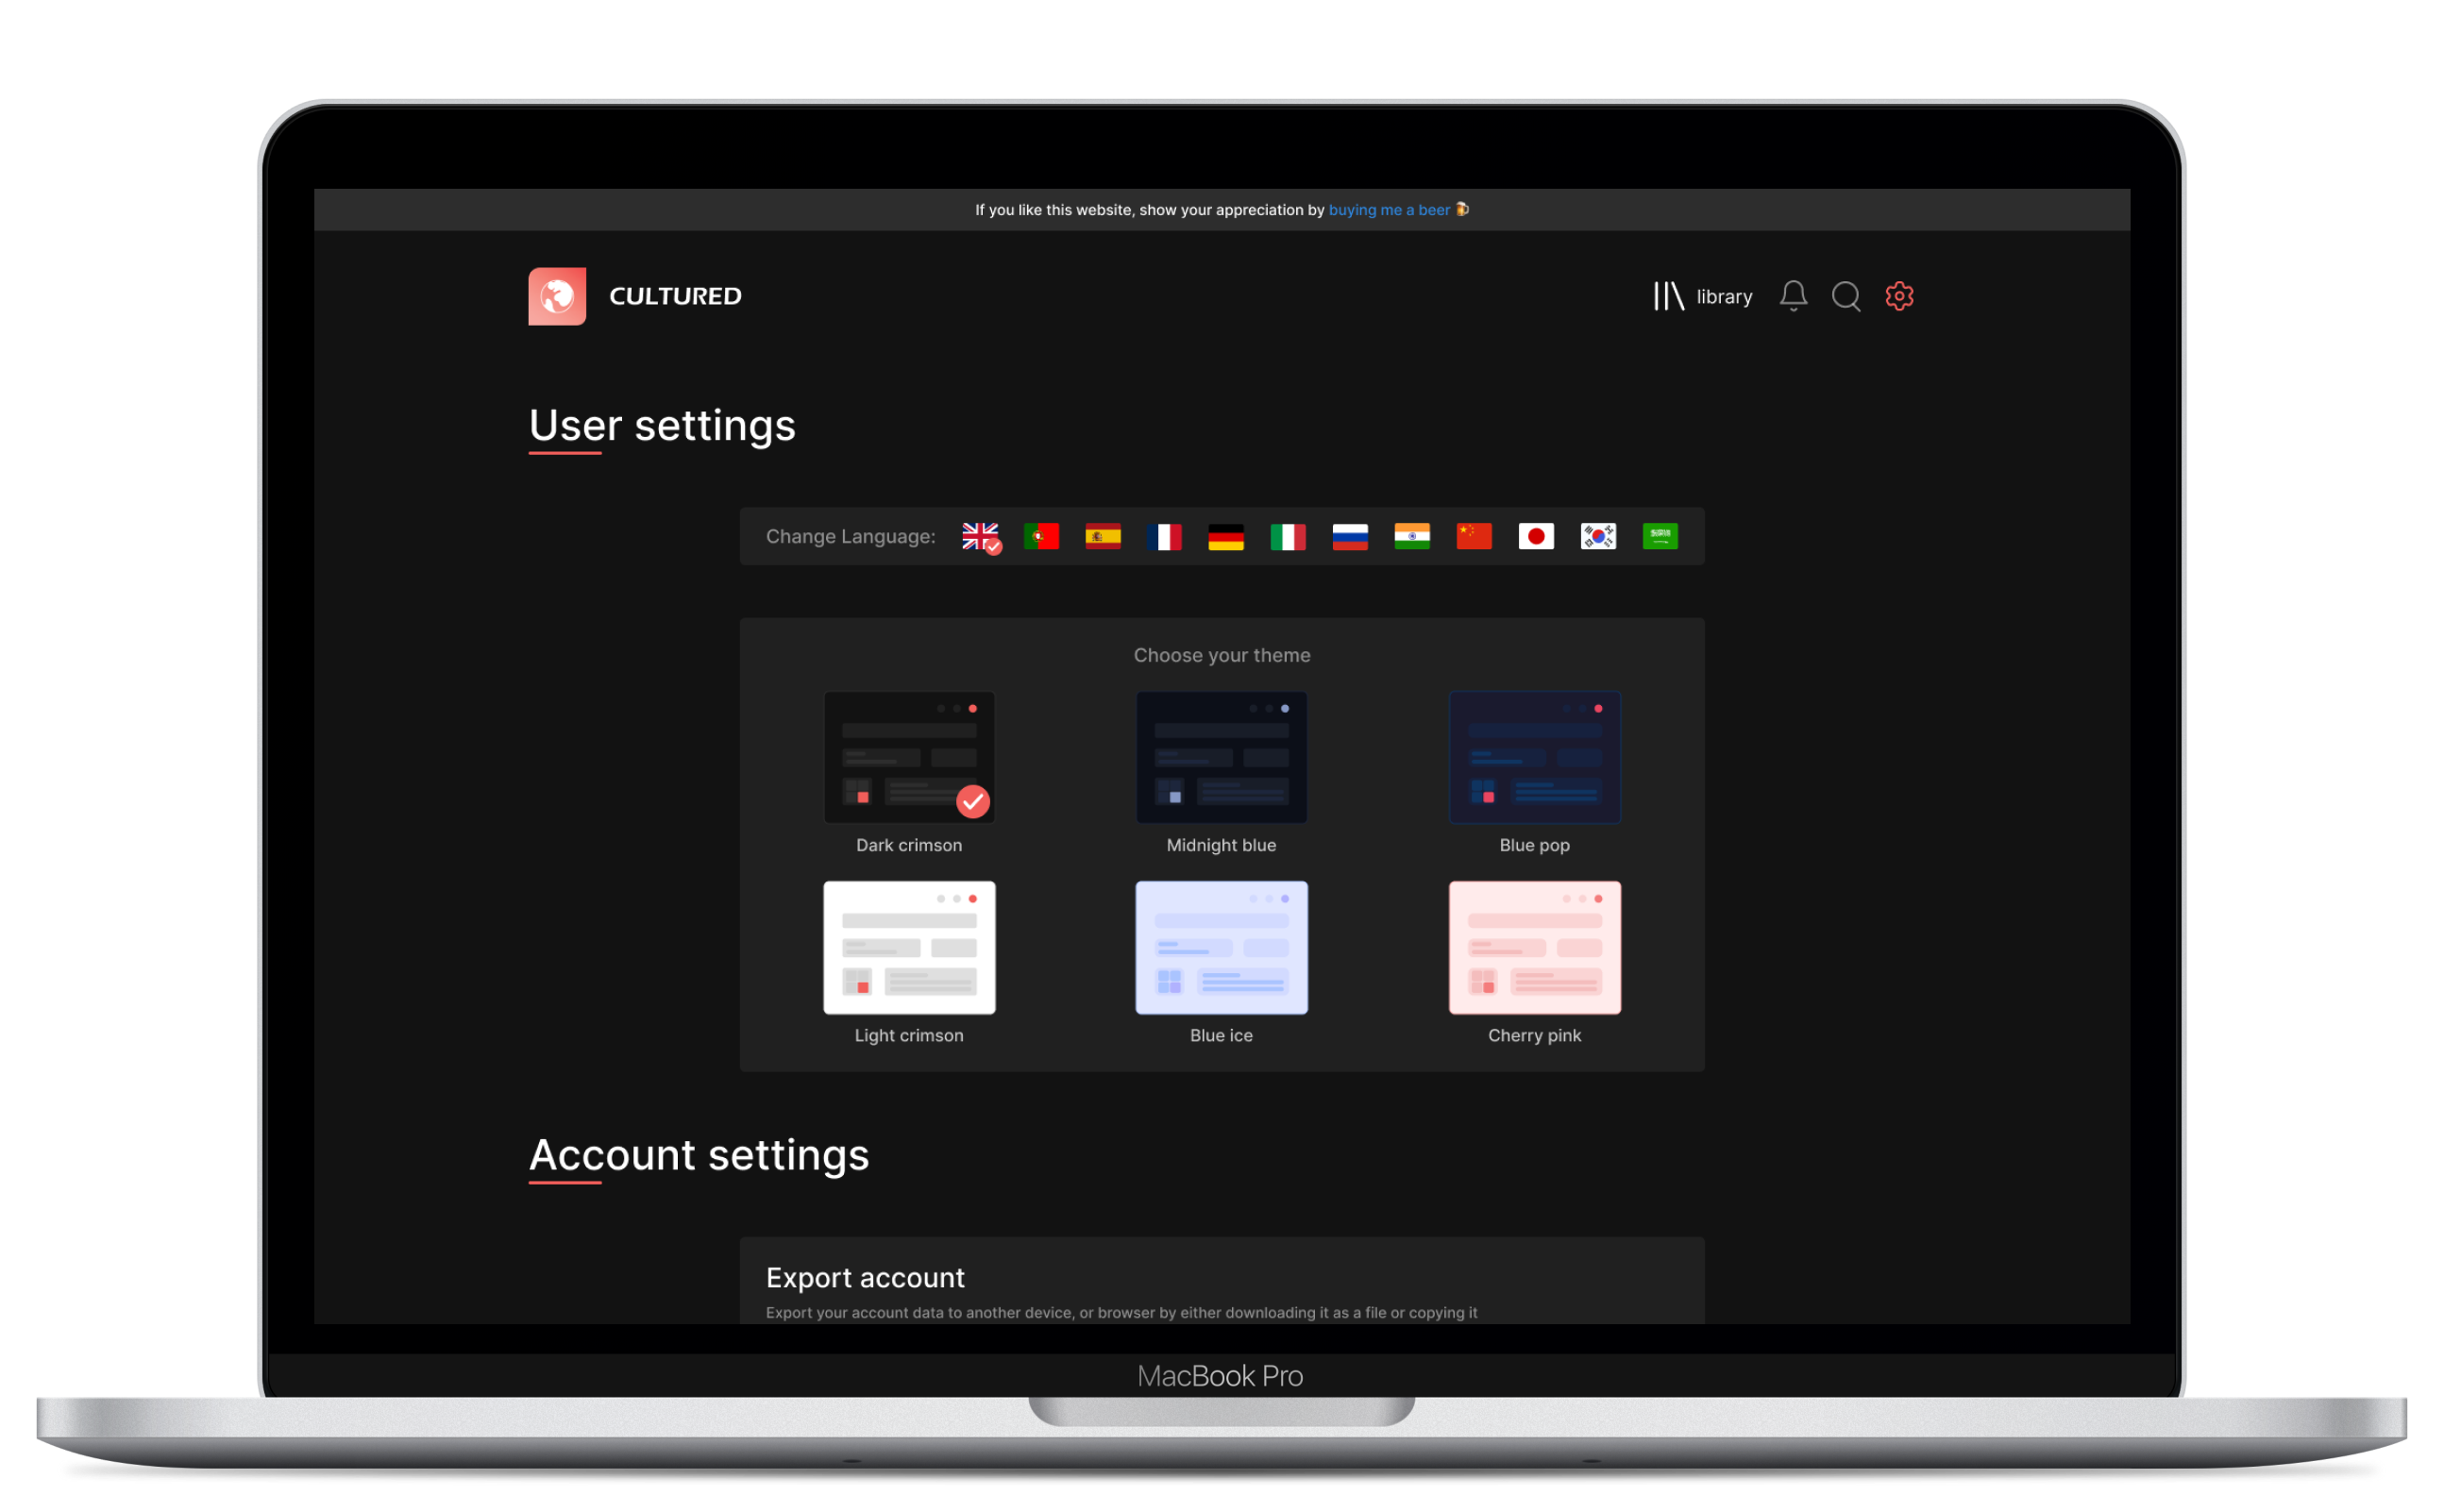 If you like this website, show your appreciation by buying me a beer 🍺
CULTURED
library
User settings
Change Language:
Choose your theme
Dark crimson
Midnight blue
Blue pop
Light crimson
Blue ice
Cherry pink
Account settings
Export account
Export your account data to another device, or browser by either downloading it as a file or copying it
MacBook Pro